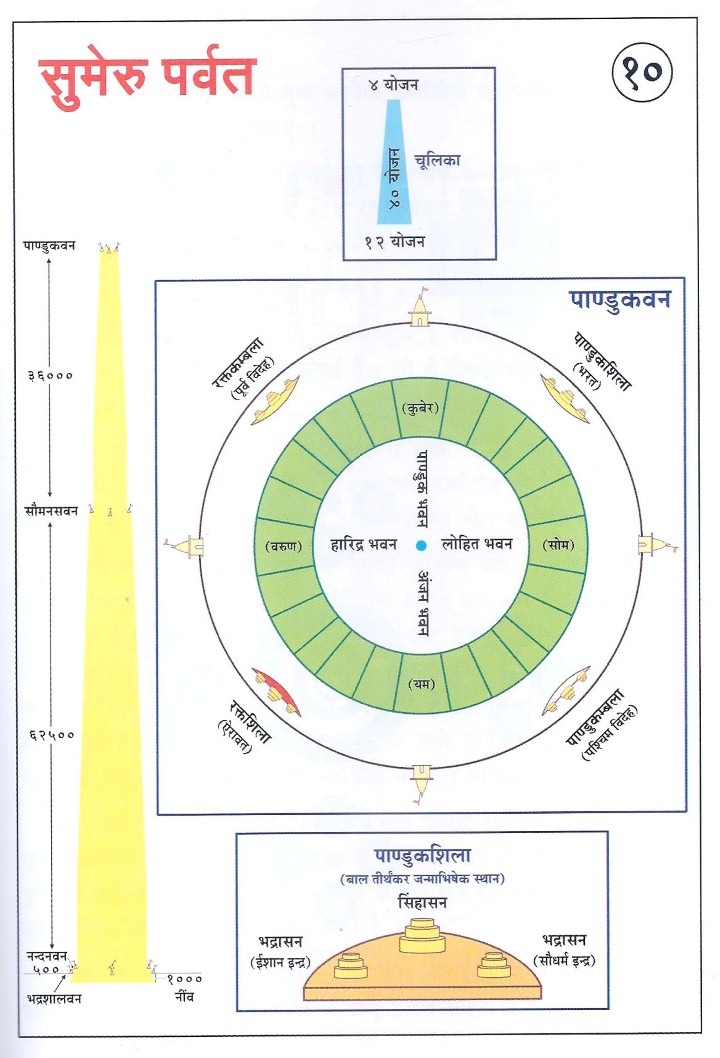 सुमेरु पर्वत
१०
४ योजन
४० योजन
चूलिका
१२ योजन
पाण्डुकवन
३६०००
सौमनसवन
६२५००
नन्दनवन
५००
भद्रशालवन
१०००
नींव
पाण्डुकवन
रक्तकम्बला
(पूर्व विदेह)
पाण्डुकशिला
(भरत)
(कुबेर)
पाण्डुक भवन
(वरुण)
हारिद्र भवन
लोहित भवन
(सोम)
अंजन भवन
(यम)
रक्तशिला
(ऐरावत)
पाण्डुकम्बला
(पश्चिम विदेह)
पाण्डुकशिला
(बाल तीर्थंकर जन्माभिषेक स्थान)
सिंहासन
भद्रासन
(ईशान इन्द्र)
भद्रासन
(सौधर्म इन्द्र)